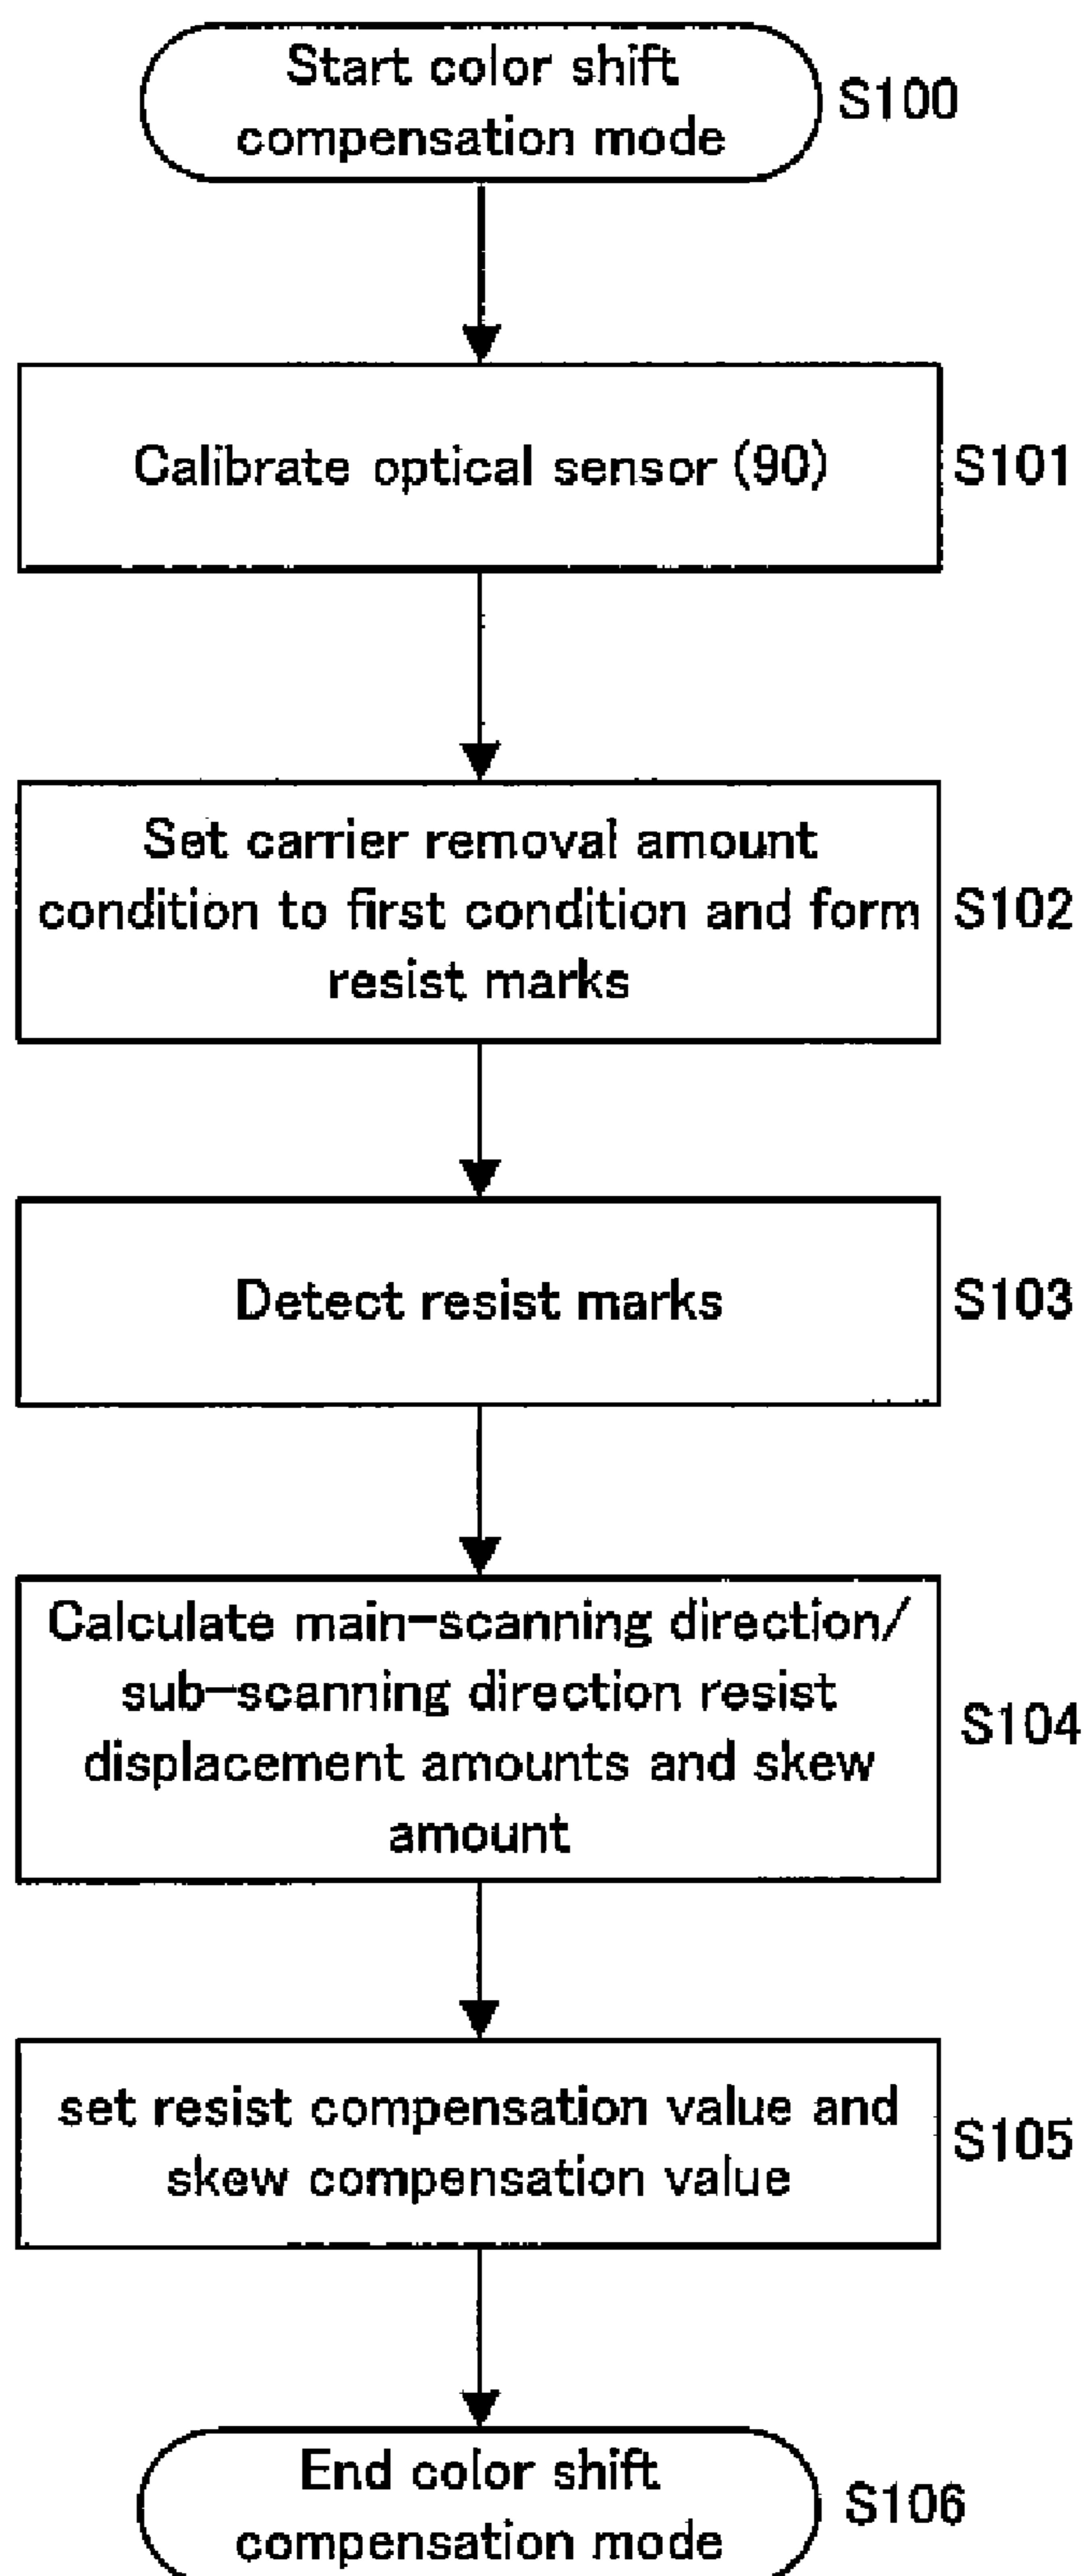 Start color shift
compensation mode
S100
Calibrate optical sensor (90)
S101
Set carrier removal amount
condition to first condition and form
resist marks
S102
Detect resist marks
S103
Calculate main-scanning direction/
sub-scanning direction resist
displacement amounts and skew
amount
S104
set resist compensation value and
skew compensation value
S105
End color shift
compensation mode
S106